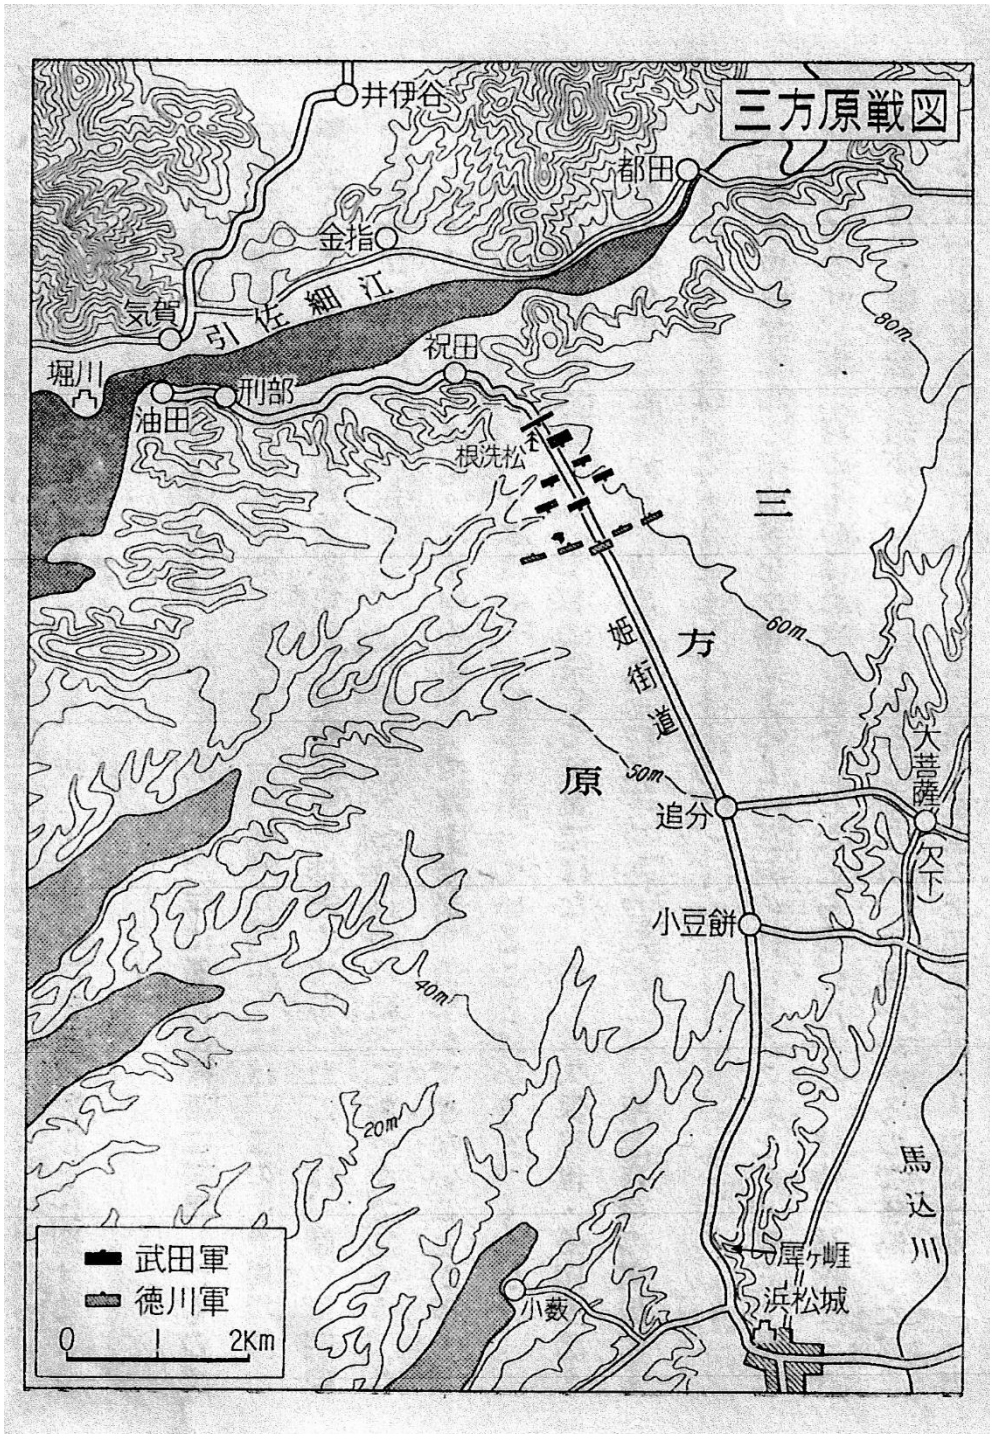 三方原戦図
井伊谷
都田
金指
気賀
引佐細江
堀川
油田
刑部
祝田
根洗松
80m
三
方
原
60m
姫街道
50m
追分
大菩薩
(欠下)
小豆餅
40m
20m
馬込川
犀ヶ崕
浜松城
小薮
武田軍
徳川軍
0 2Km